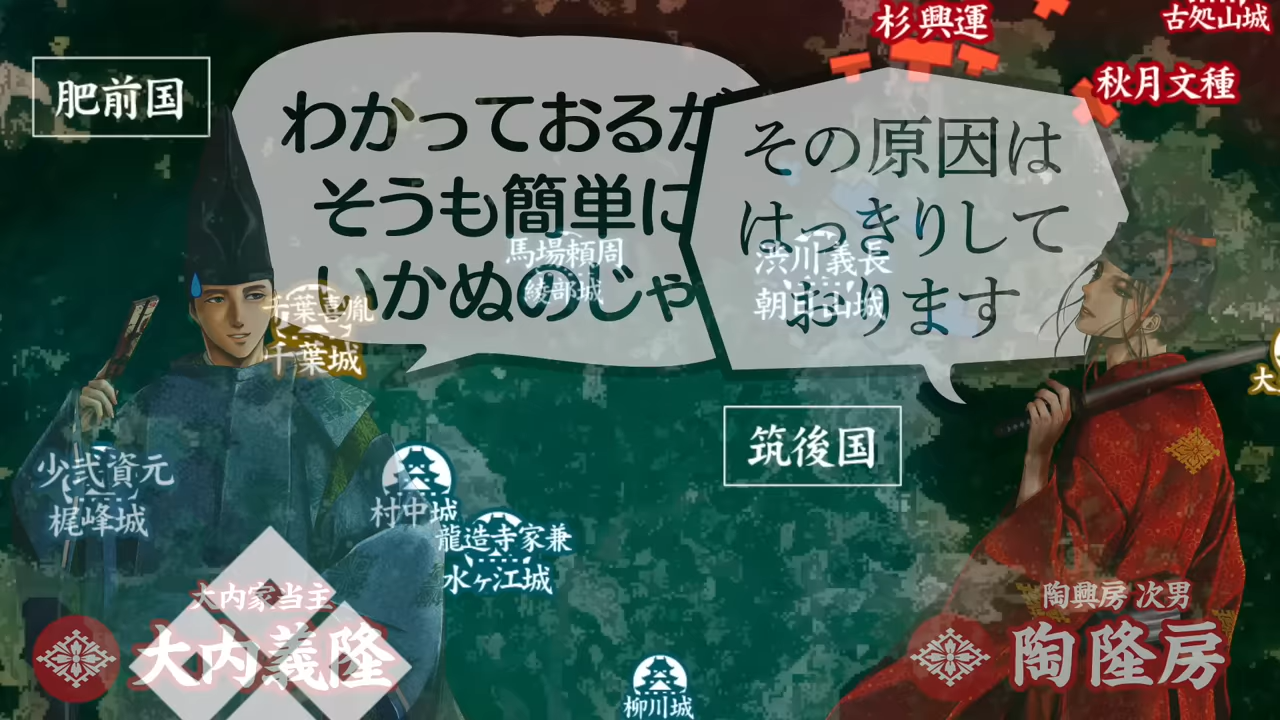 杉興運
古処山城
秋月文種
肥前国
わかっておるが
そうも簡単に
いかぬのじゃ
その原因は
はっきりして
おります
馬場頼周
綾部城
渋川義長
朝日山城
千葉喜胤
千葉城
大
筑後国
少弐資元
梶峰城
村中城
龍造寺家兼
水ヶ江城
大内家当主
大内義隆
陶興房 次男
陶隆房
柳川城